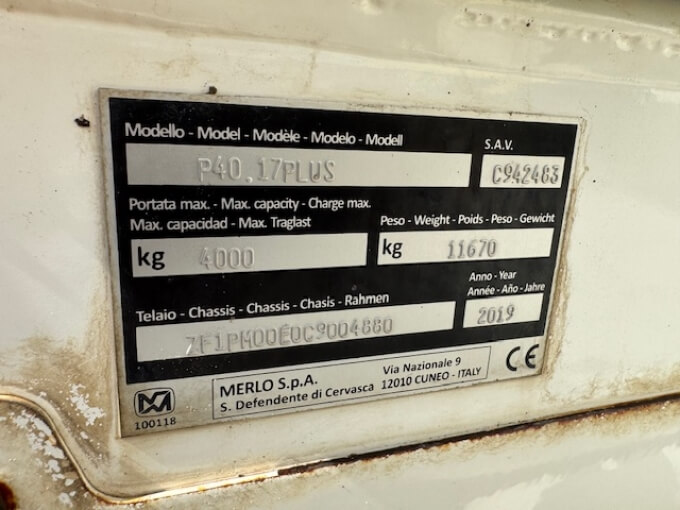 Modello - Model - Modèle - Modelo - Modell
P40.17PLUS
S.A.V.
C942483
Portata max. - Max. capacity - Charge max.
Max. capacidad - Max. Traglast
kg 4000
Peso - Weight - Poids - Peso - Gewicht
kg 11670
Telaio - Chassis - Chassis - Chasis - Rahmen
ZF1PM00E0C9004880
Anno - Year
Année - Año - Jahre
2019
100118
MERLO S.p.A.
S. Defendente di Cervasca
Via Nazionale 9
12010 CUNEO - ITALY
CE